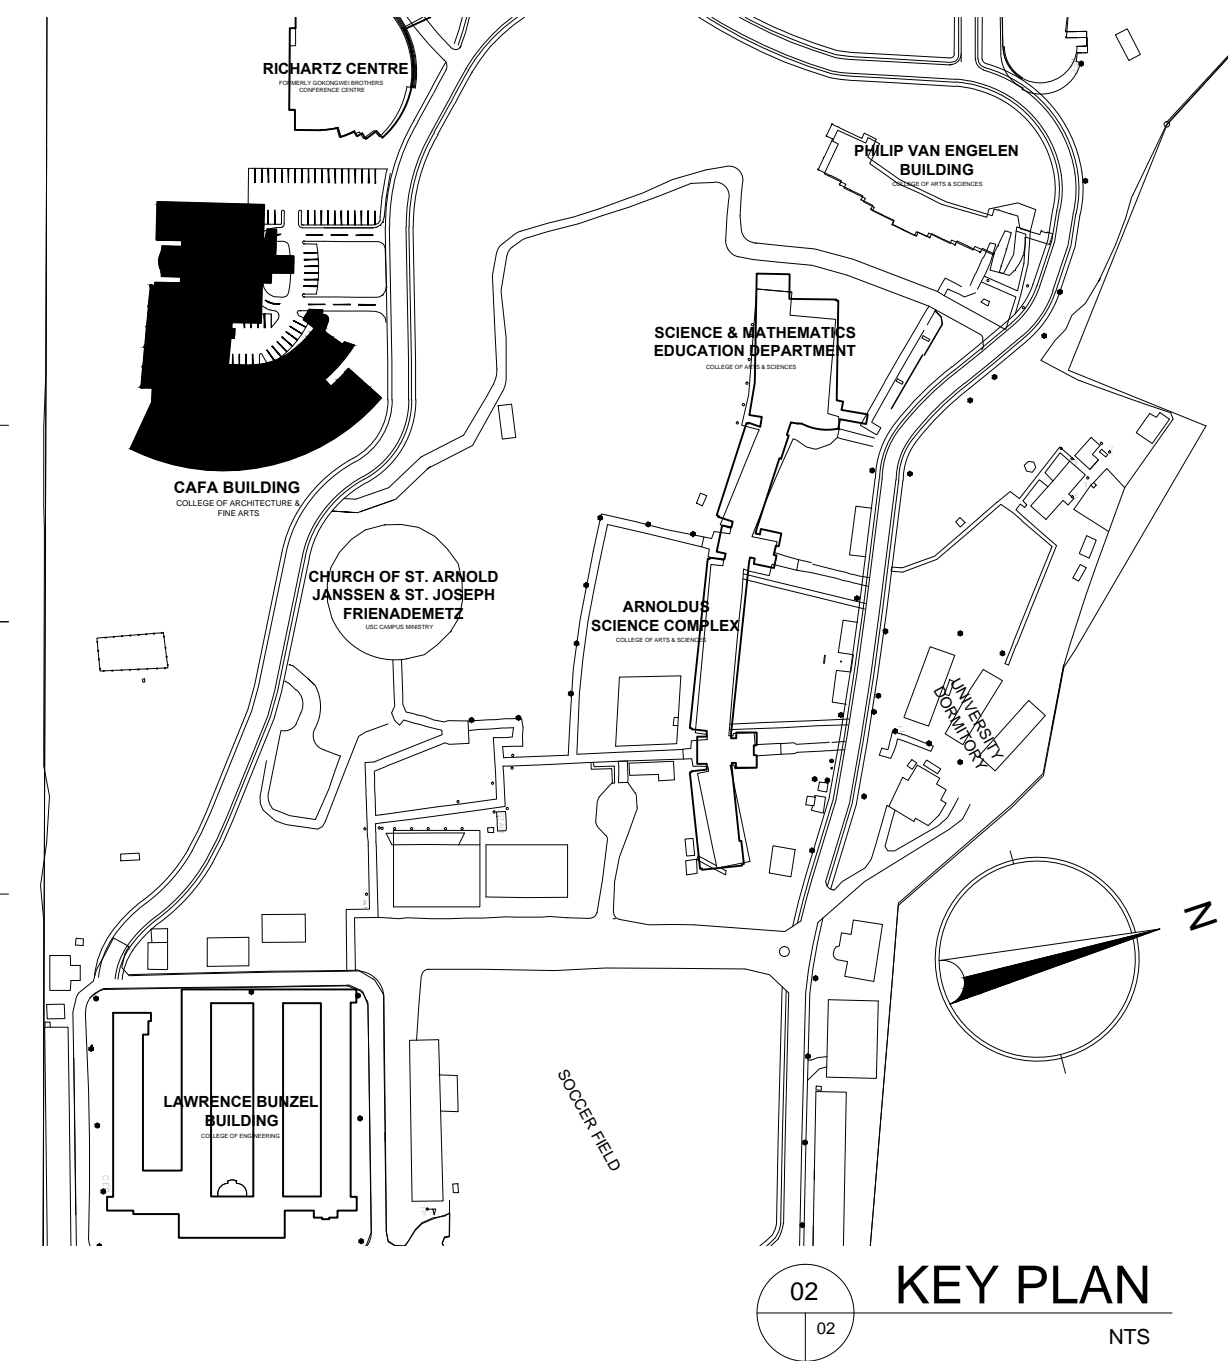 RICHARTZ CENTRE
FORMERLY GOKONGWEI BROTHERS
CONFERENCE CENTRE
PHILIP VAN ENGELEN
BUILDING
COLLEGE OF ARTS & SCIENCES
SCIENCE & MATHEMATICS
EDUCATION DEPARTMENT
COLLEGE OF ARTS & SCIENCES
CAFA BUILDING
COLLEGE OF ARCHITECTURE &
FINE ARTS
CHURCH OF ST. ARNOLD
JANSSEN & ST. JOSEPH
FRIENADEMETZ
USC CAMPUS MINISTRY
ARNOLDUS
SCIENCE COMPLEX
COLLEGE OF ARTS & SCIENCES
UNIVERSITY
DORMITORY
N
LAWRENCE BUNZEL
BUILDING
COLLEGE OF ENGINEERING
SOCCER FIELD
02
02
KEY PLAN
NTS